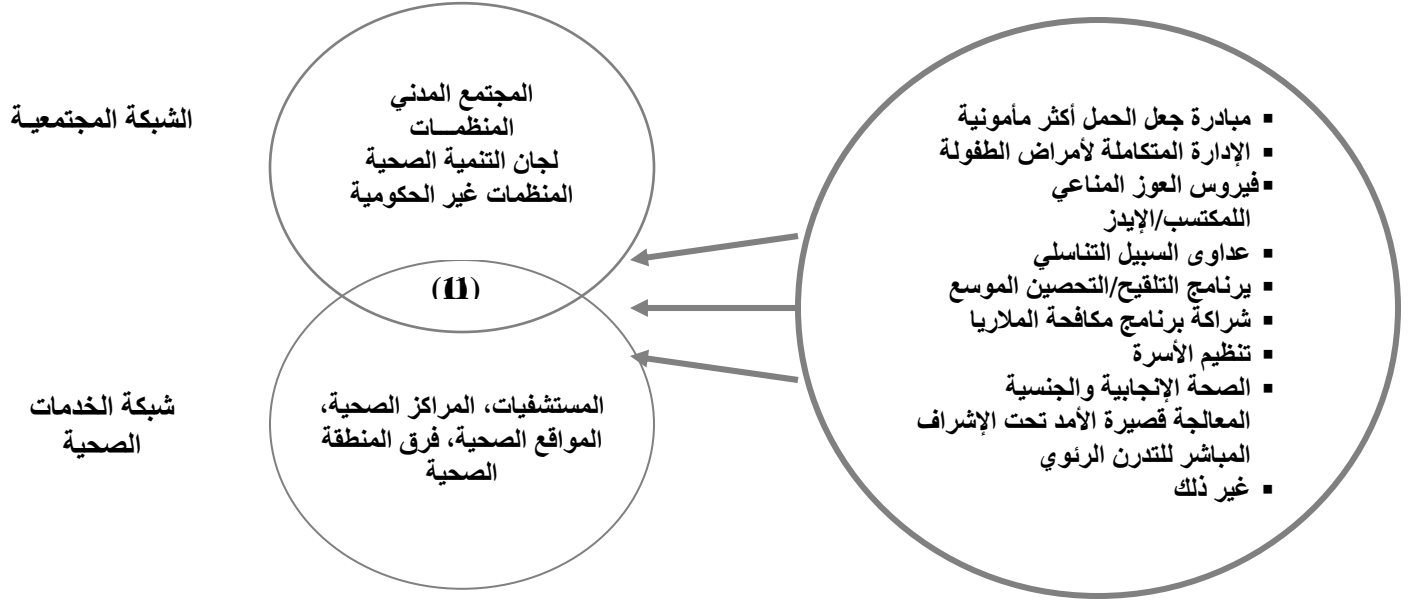 الشبكة المجتمعيـة
المجتمع المدني
المنظمـــات
لجان التنمية الصحية
المنظمات غير الحكومية
(11)
شبكة الخدمات
الصحية
المستشفيات، المراكز الصحية،
المواقع الصحية، فرق المنطقة
الصحية
▪ مبادرة جعل الحمل أكثر مأمونية
▪ الإدارة المتكاملة لأمراض الطفولة
▪فيروس العوز المناعي
اللمكتسب/الإيدز
▪ عداوى السبيل التناسلي
▪ يرنامج التلقيح/التحصين الموسع
▪ شراكة برنامج مكافحة الملاريا
▪ تنظيم الأسرة
▪ الصحة الإنجابية والجنسية
المعالجة قصيرة الأمد تحت الإشراف
المباشر للتدرن الرئوي
▪ غير ذلك